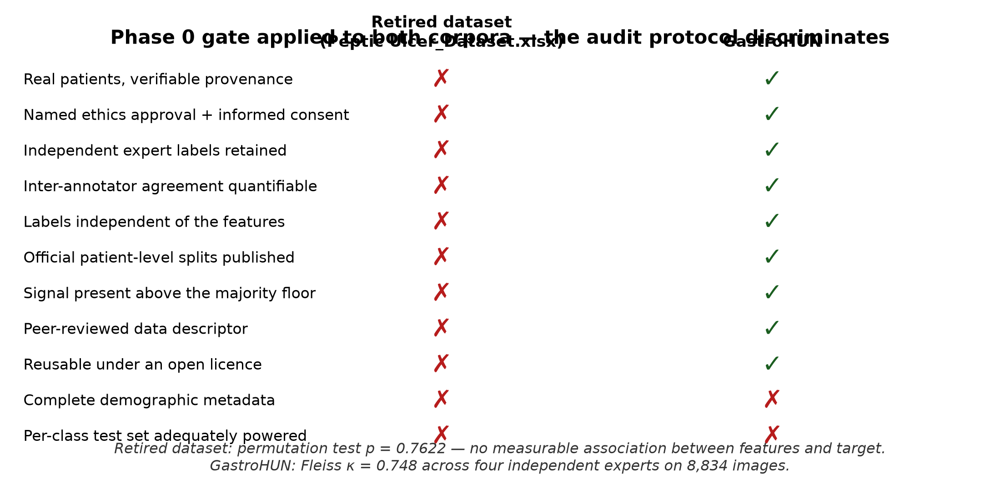 Retired dataset
(Peptic Ulcer_Dataset.xlsx)
GastroHUN
Phase 0 gate applied to both corpora — the audit protocol discriminates
Real patients, verifiable provenance ✗ ✓
Named ethics approval + informed consent ✗ ✓
Independent expert labels retained ✗ ✓
Inter-annotator agreement quantifiable ✗ ✓
Labels independent of the features ✗ ✓
Official patient-level splits published ✗ ✓
Signal present above the majority floor ✗ ✓
Peer-reviewed data descriptor ✗ ✓
Reusable under an open licence ✗ ✓
Complete demographic metadata ✗ ✗
Per-class test set adequately powered ✗ ✗
Retired dataset: permutation test p = 0.7622 — no measurable association between features and target.
GastroHUN: Fleiss κ = 0.748 across four independent experts on 8,834 images.